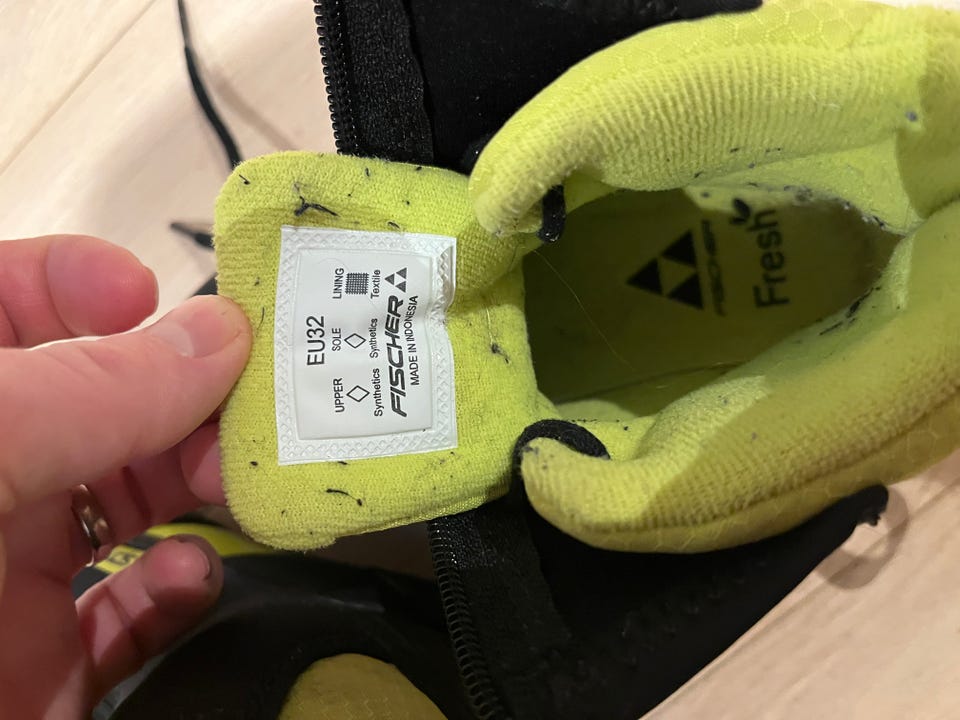 EU32
UPPER SOLE LINING
Synthetics Synthetics Textile
FISCHER
MADE IN INDONESIA
FISCHER
Fresh